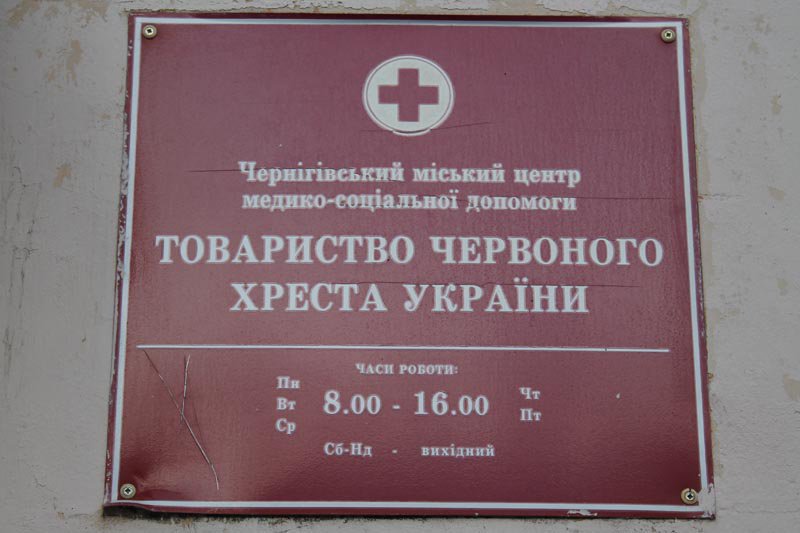 Чернігівський міський центр
медико-соціальної допомоги
ТОВАРИСТВО ЧЕРВОНОГО
ХРЕСТА УКРАЇНИ
ЧАСИ РОБОТИ:
Пн
Вт 8.00 - 16.00 Чт
Ср Пт
Сб-Нд - вихідний